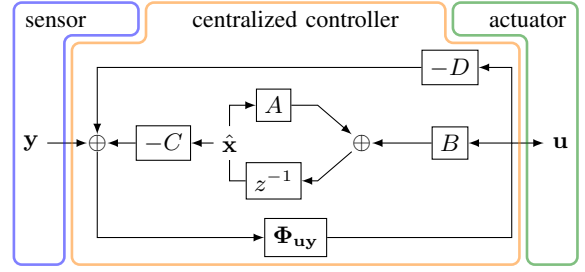 sensor centralized controller actuator
−D
A
y ⊕ −C x̂ ⊕ B u
z⁻¹
Φuy